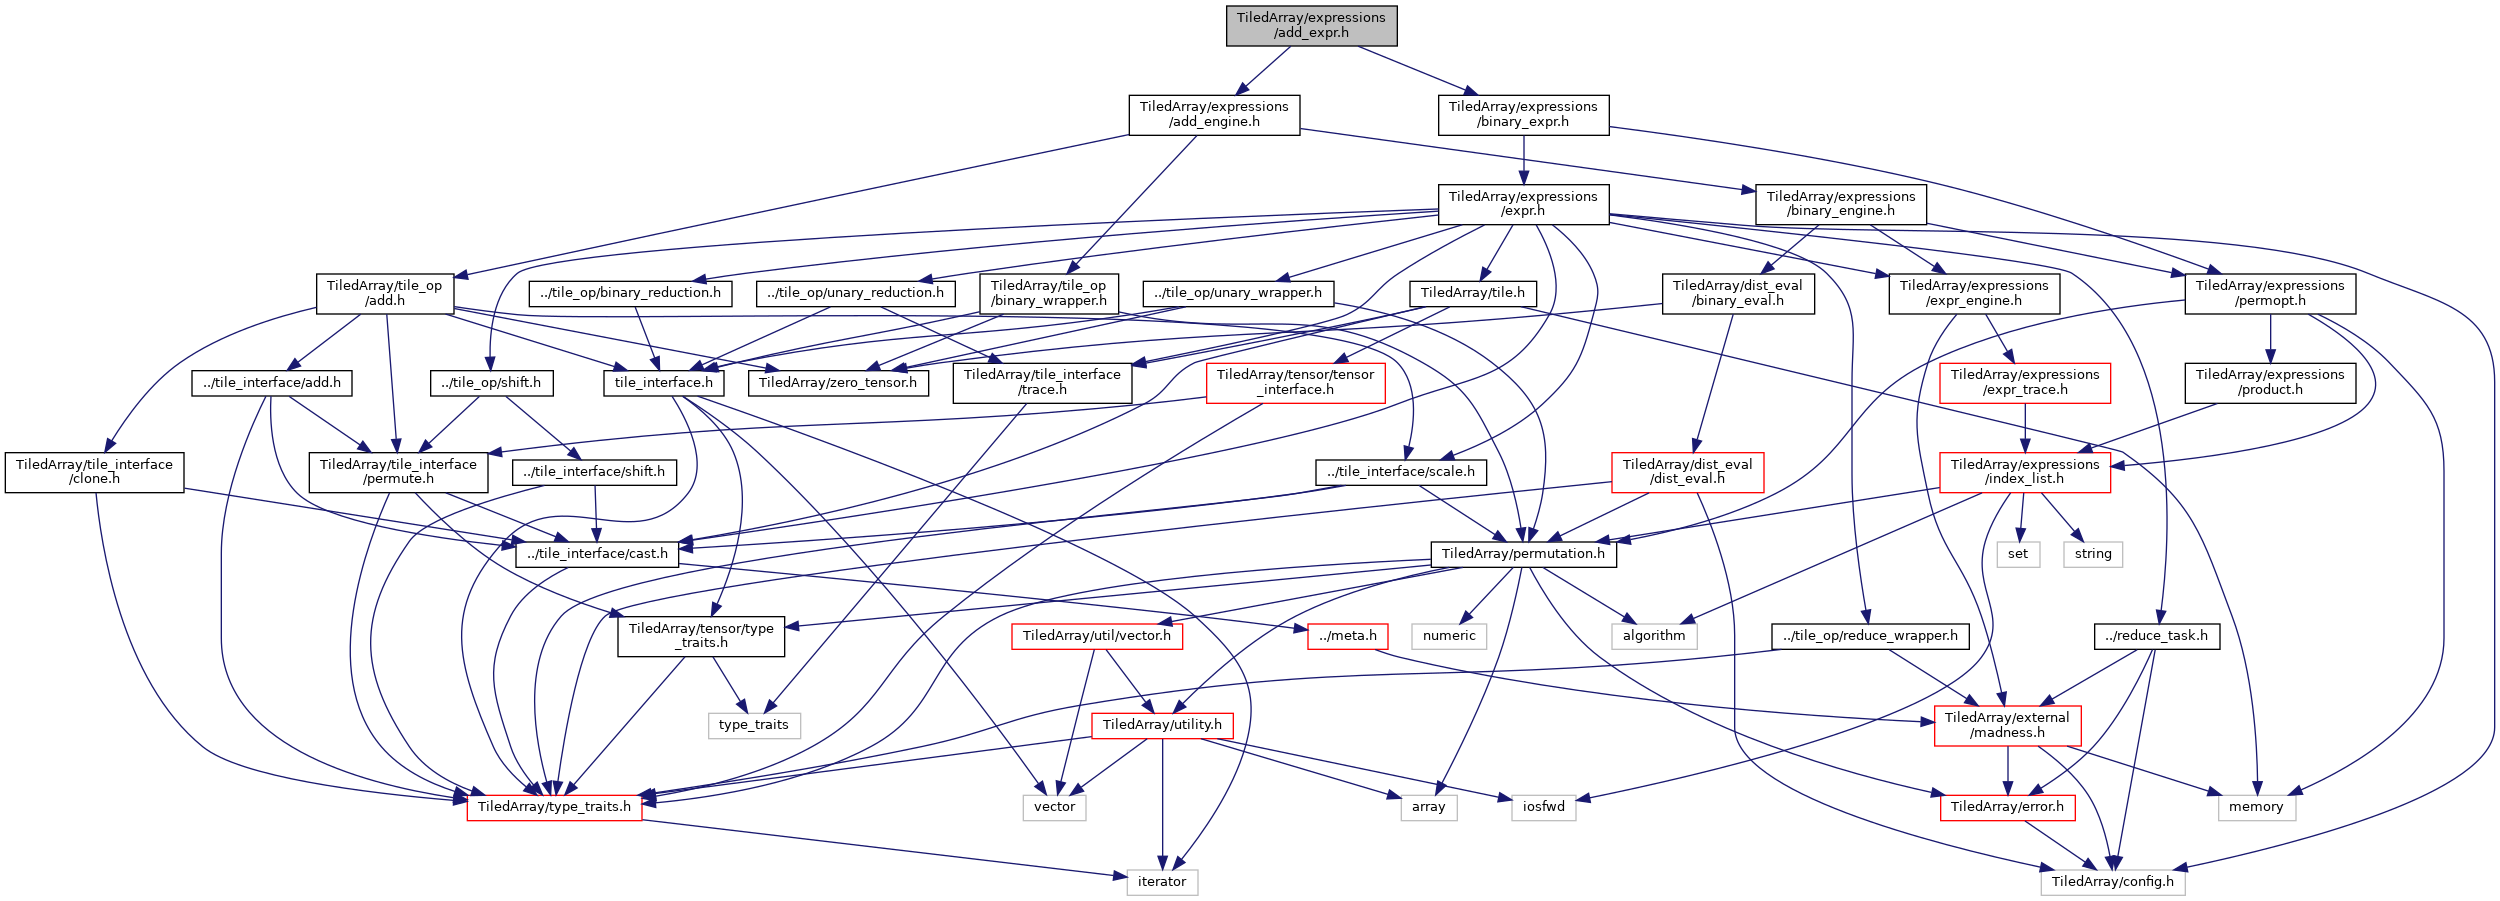 TiledArray/expressions
/add_expr.h
TiledArray/expressions
/add_engine.h
TiledArray/expressions
/binary_expr.h
TiledArray/expressions
/expr.h
TiledArray/expressions
/binary_engine.h
TiledArray/tile_op
/add.h
../tile_op/binary_reduction.h
../tile_op/unary_reduction.h
TiledArray/tile_op
/binary_wrapper.h
../tile_op/unary_wrapper.h
TiledArray/tile.h
TiledArray/dist_eval
/binary_eval.h
TiledArray/expressions
/expr_engine.h
TiledArray/expressions
/permopt.h
../tile_interface/add.h
../tile_op/shift.h
tile_interface.h
TiledArray/zero_tensor.h
TiledArray/tile_interface
/trace.h
TiledArray/tensor/tensor
_interface.h
TiledArray/expressions
/expr_trace.h
TiledArray/expressions
/product.h
TiledArray/tile_interface
/clone.h
TiledArray/tile_interface
/permute.h
../tile_interface/shift.h
../tile_interface/scale.h
TiledArray/dist_eval
/dist_eval.h
TiledArray/expressions
/index_list.h
../tile_interface/cast.h
TiledArray/permutation.h
set
string
TiledArray/tensor/type
_traits.h
TiledArray/util/vector.h
../meta.h
numeric
algorithm
../tile_op/reduce_wrapper.h
../reduce_task.h
type_traits
TiledArray/utility.h
TiledArray/external
/madness.h
TiledArray/type_traits.h
vector
array
iosfwd
TiledArray/error.h
memory
iterator
TiledArray/config.h